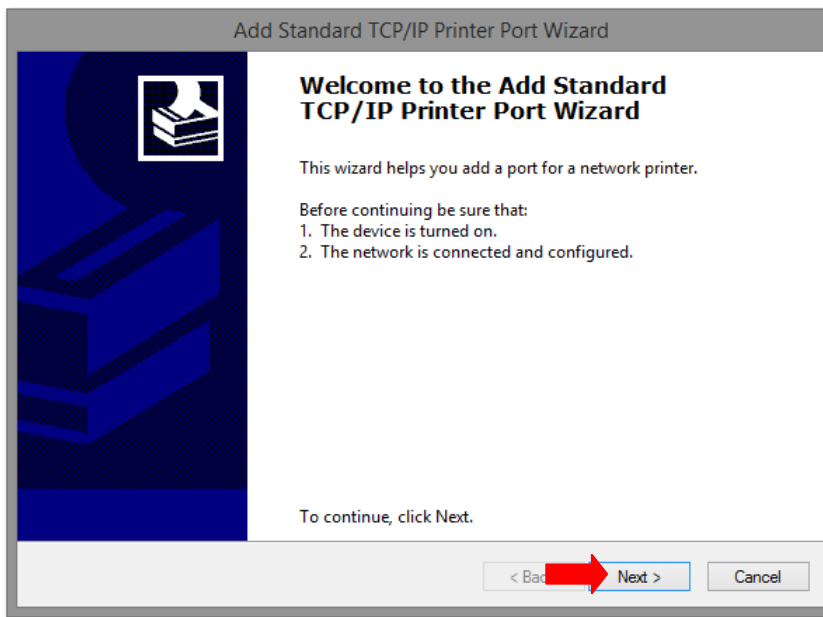 Add Standard TCP/IP Printer Port Wizard
Welcome to the Add Standard
TCP/IP Printer Port Wizard
This wizard helps you add a port for a network printer.
Before continuing be sure that:
1. The device is turned on.
2. The network is connected and configured.
To continue, click Next.
< Bac Next > Cancel